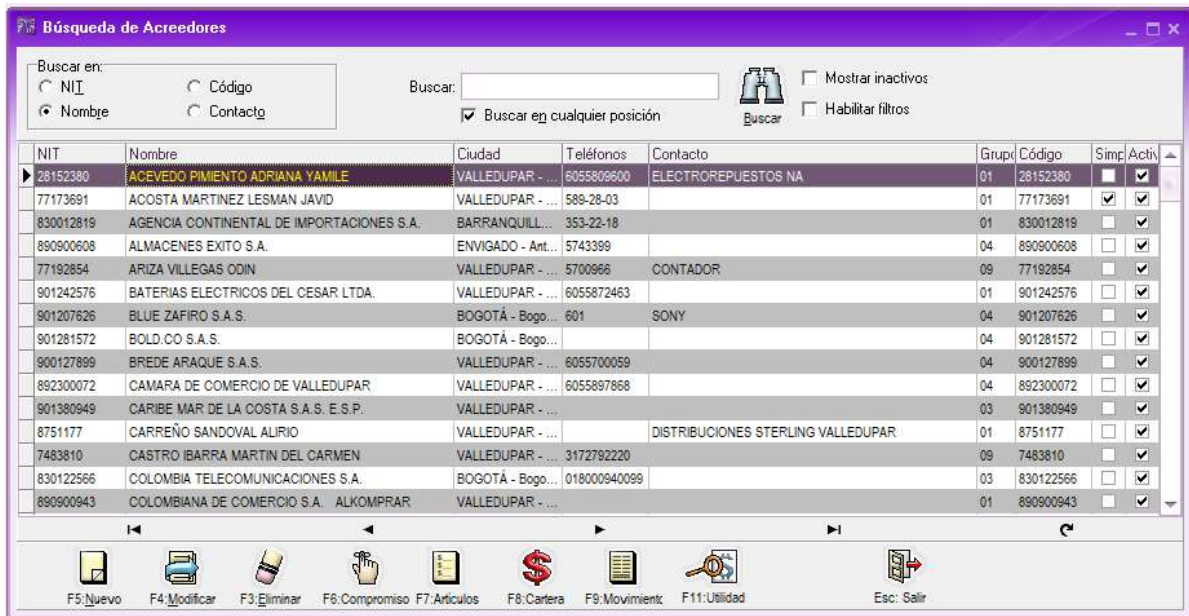 Búsqueda de Acreedores
Buscar en:
NIT Código
Nombre Contacto
Buscar:
Buscar en cualquier posición
Buscar
Mostrar inactivos
Habilitar filtros
NIT Nombre Ciudad Teléfonos Contacto Grupo Código Simp Activ
28152380 ACEVEDO PIMIENTO ADRIANA YAMILE VALLEDUPAR - ... 6055809600 ELECTROREPUESTOS NA 01 28152380
77173691 ACOSTA MARTINEZ LESMAN JAVID VALLEDUPAR - ... 589-28-03 01 77173691
830012819 AGENCIA CONTINENTAL DE IMPORTACIONES S.A. BARRANQUILL... 353-22-18 01 830012819
890900608 ALMACENES EXITO S.A. ENVIGADO - Ant... 5743399 04 890900608
77192854 ARIZA VILLEGAS ODIN VALLEDUPAR - ... 5700966 CONTADOR 09 77192854
901242576 BATERIAS ELECTRICOS DEL CESAR LTDA. VALLEDUPAR - ... 6055872463 01 901242576
901207626 BLUE ZAFIRO S.A.S. BOGOTÁ - Bogo... 601 SONY 04 901207626
901281572 BOLD.CO S.A.S. BOGOTÁ - Bogo... 04 901281572
900127899 BREDE ARAQUE S.A.S. VALLEDUPAR - ... 6055700059 04 900127899
892300072 CAMARA DE COMERCIO DE VALLEDUPAR VALLEDUPAR - ... 6055897868 04 892300072
901380949 CARIBE MAR DE LA COSTA S.A.S. E.S.P. VALLEDUPAR - ... 03 901380949
8751177 CARREÑO SANDOVAL ALIRIO VALLEDUPAR - ... DISTRIBUCIONES STERLING VALLEDUPAR 01 8751177
7483810 CASTRO IBARRA MARTIN DEL CARMEN VALLEDUPAR - ... 3172792220 09 7483810
830122566 COLOMBIA TELECOMUNICACIONES S.A. BOGOTÁ - Bogo... 018000940099 03 830122566
890900943 COLOMBIANA DE COMERCIO S.A. ALKOMPRAR VALLEDUPAR - ... 01 890900943
F5:Nuevo F4:Modificar F3:Eliminar F6:Compromiso F7:Articulos F8:Cartera F9:Movimiento F11:Utilidad Esc: Salir